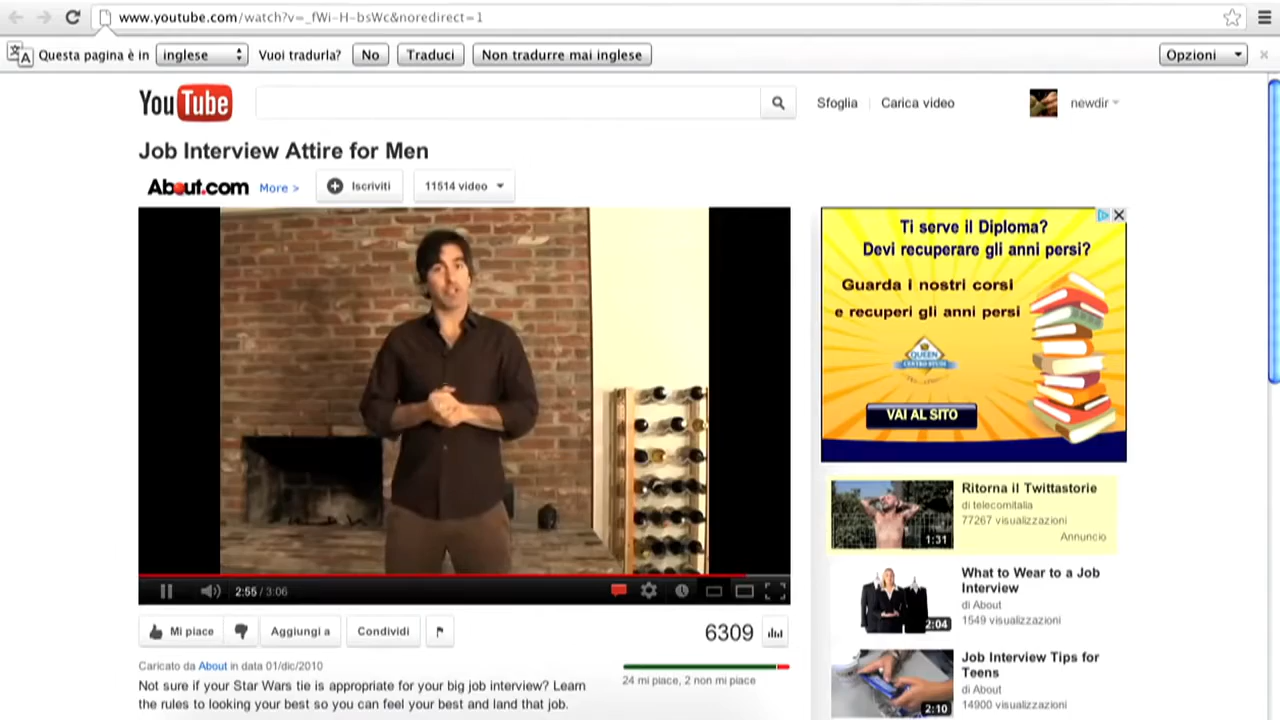 www.youtube.com/watch?v=_fWi-H-bsWc&noredirect=1
Questa pagina è in inglese Vuoi tradurla? No Traduci Non tradurre mai inglese Opzioni
YouTube Sfoglia Carica video newdir
Job Interview Attire for Men
About.com More > Iscriviti 11514 video
Ti serve il Diploma?
Devi recuperare gli anni persi?
Guarda i nostri corsi
e recuperi gli anni persi
QUEEN
CENTRO STUDI
VAI AL SITO
Ritorna il Twittastorie
di telecomitalia
77267 visualizzazioni
Annuncio
1:31
What to Wear to a Job
Interview
di About
1549 visualizzazioni
2:04
Job Interview Tips for
Teens
di About
14900 visualizzazioni
2:10
2:55 / 3:06
Mi piace Aggiungi a Condividi 6309
Caricato da About in data 01/dic/2010
24 mi piace, 2 non mi piace
Not sure if your Star Wars tie is appropriate for your big job interview? Learn
the rules to looking your best so you can feel your best and land that job.